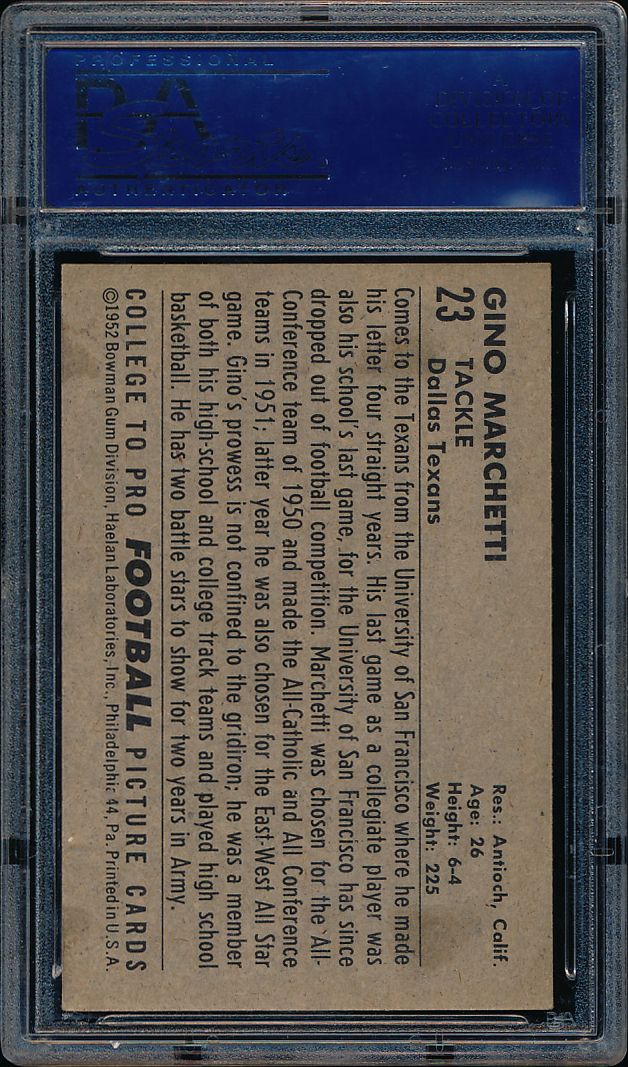 PROFESSIONAL
PSA
AUTHENTICATOR
A
DIVISION OF
COLLECTORS
UNIVERSE
GINO MARCHETTI
23 TACKLE
Dallas Texans
Res.: Antioch, Calif.
Age: 26
Height: 6-4
Weight: 225
Comes to the Texans from the University of San Francisco where he made
his letter four straight years. His last game as a collegiate player was
also his school's last game, for the University of San Francisco has since
dropped out of football competition. Marchetti was chosen for the All-
Conference team of 1950 and made the All-Catholic and All Conference
teams in 1951; latter year he was also chosen for the East-West All Star
game. Gino's prowess is not confined to the gridiron; he was a member
of both his high-school and college track teams and played high school
basketball. He has two battle stars to show for two years in Army.
COLLEGE TO PRO FOOTBALL PICTURE CARDS
©1952 Bowman Gum Division, Haelan Laboratories, Inc., Philadelphia 44, Pa. Printed in U.S.A.